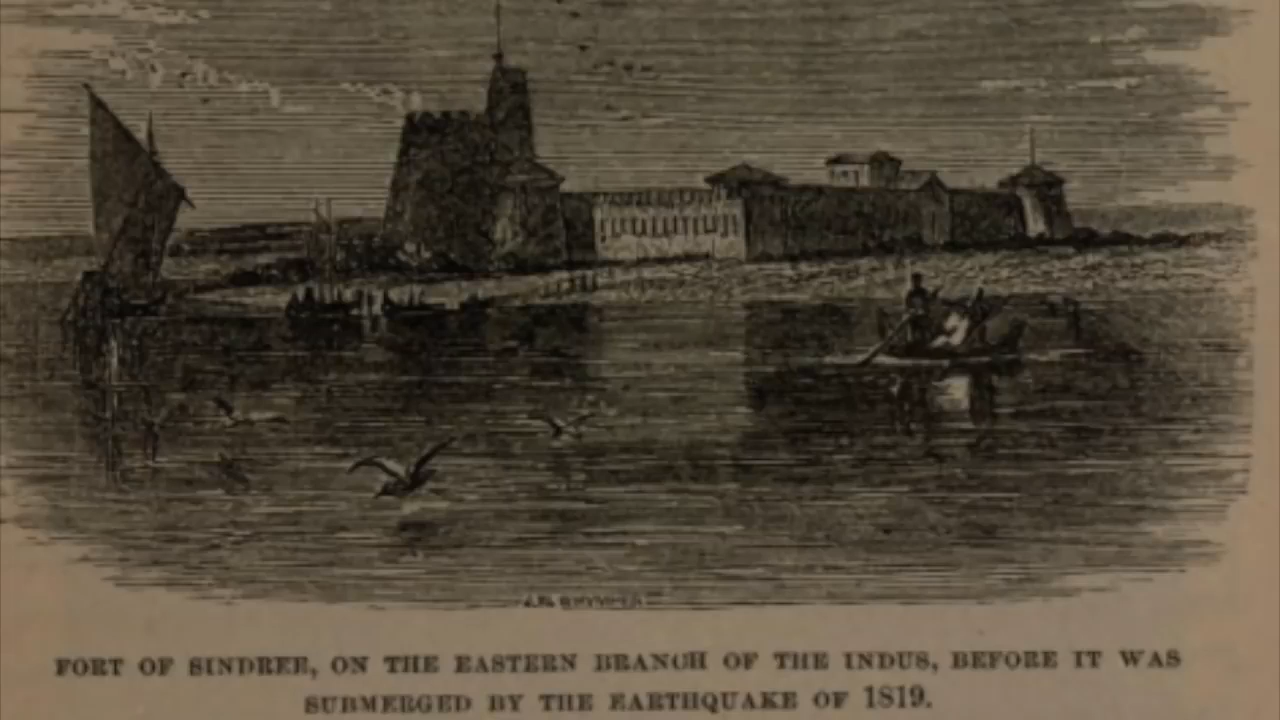 FORT OF SINDREE, ON THE EASTERN BRANCH OF THE INDUS, BEFORE IT WAS
SUBMERGED BY THE EARTHQUAKE OF 1819.